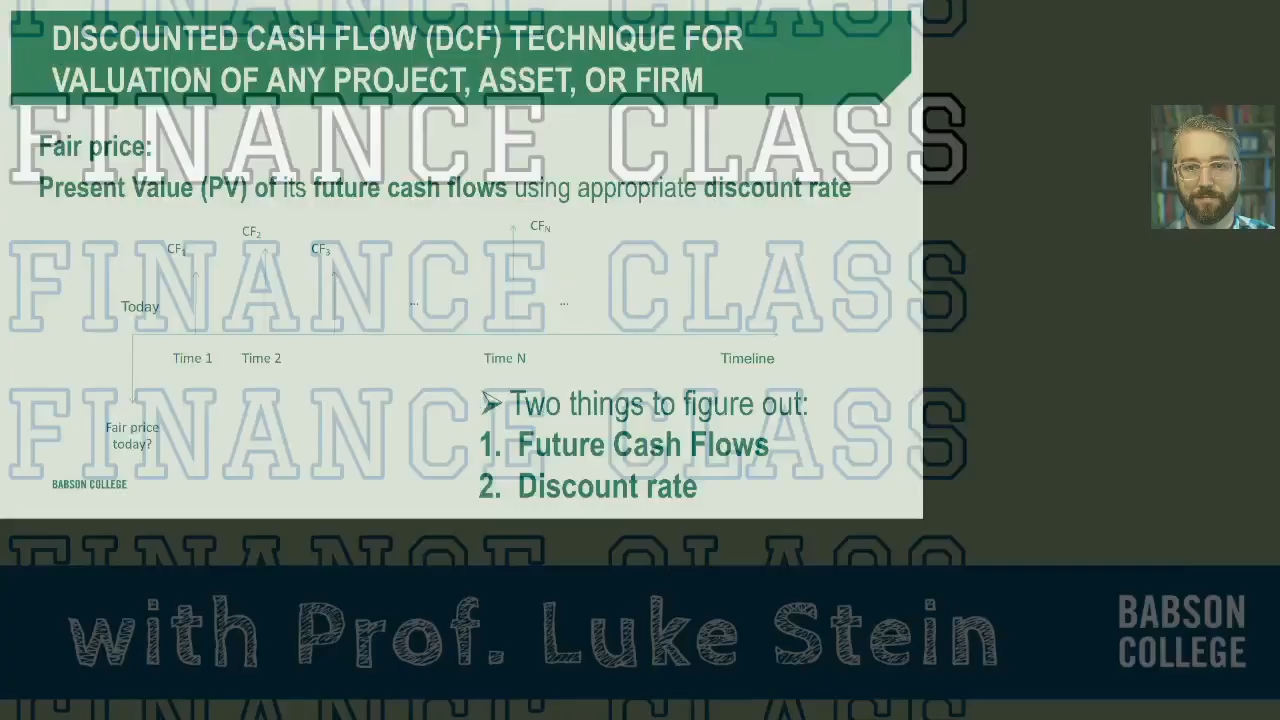 DISCOUNTED CASH FLOW (DCF) TECHNIQUE FOR
VALUATION OF ANY PROJECT, ASSET, OR FIRM
FINANCE CLASS
Fair price:
Present Value (PV) of its future cash flows using appropriate discount rate
CF1
CF2
CF3
...
CFN
...
FINANCE CLASS
Today
Time 1
Time 2
Time N
Timeline
FINANCE CLASS
Fair price
today?
Two things to figure out:
1. Future Cash Flows
2. Discount rate
BABSON COLLEGE
FINANCE CLASS
with Prof. Luke Stein
BABSON
COLLEGE